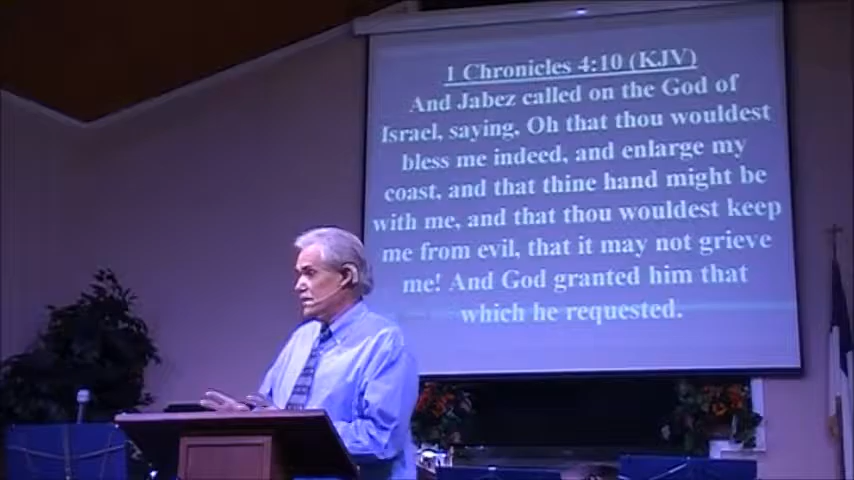 1 Chronicles 4:10 (KJV)
And Jabez called on the God of
Israel, saying, Oh that thou wouldest
bless me indeed, and enlarge my
coast, and that thine hand might be
with me, and that thou wouldest keep
me from evil, that it may not grieve
me! And God granted him that
which he requested.